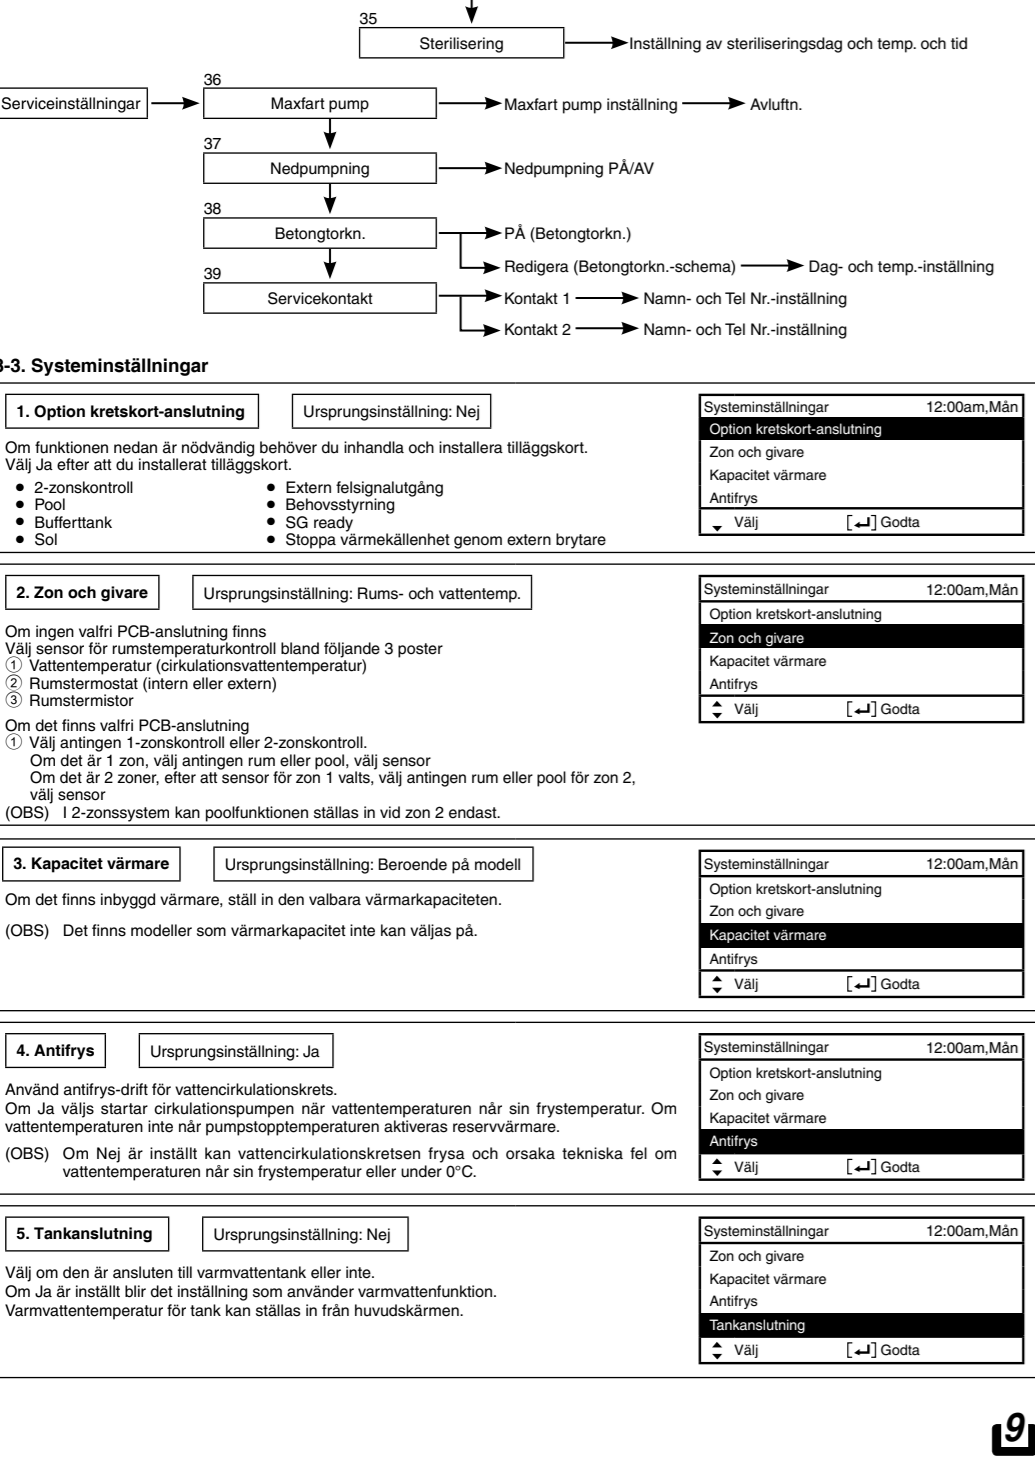 35
Sterilisering
Inställning av steriliseringsdag och temp. och tid
36
Serviceinställningar
Maxfart pump
Maxfart pump inställning
Avluftn.
37
Nedpumpning
Nedpumpning PÅ/AV
38
Betongtorkn.
PÅ (Betongtorkn.)
Redigera (Betongtorkn.-schema)
Dag- och temp.-inställning
39
Servicekontakt
Kontakt 1
Namn- och Tel Nr.-inställning
Kontakt 2
Namn- och Tel Nr.-inställning
3-3. Systeminställningar
1. Option kretskort-anslutning
Ursprungsinställning: Nej
Om funktionen nedan är nödvändig behöver du inhandla och installera tilläggskort.
Välj Ja efter att du installerat tilläggskort.
• 2-zonskontroll
• Pool
• Bufferttank
• Sol
• Extern felsignalutgång
• Behovsstyrning
• SG ready
• Stoppa värmekällenhet genom extern brytare
Systeminställningar 12:00am,Mån
Option kretskort-anslutning
Zon och givare
Kapacitet värmare
Antifrys
Välj [↵] Godta
2. Zon och givare
Ursprungsinställning: Rums- och vattentemp.
Om ingen valfri PCB-anslutning finns
Välj sensor för rumstemperaturkontroll bland följande 3 poster
① Vattentemperatur (cirkulationsvattentemperatur)
② Rumstermostat (intern eller extern)
③ Rumstermistor
Om det finns valfri PCB-anslutning
① Välj antingen 1-zonskontroll eller 2-zonskontroll.
Om det är 1 zon, välj antingen rum eller pool, välj sensor
Om det är 2 zoner, efter att sensor för zon 1 valts, välj antingen rum eller pool för zon 2,
välj sensor
(OBS) I 2-zonssystem kan poolfunktionen ställas in vid zon 2 endast.
Systeminställningar 12:00am,Mån
Option kretskort-anslutning
Zon och givare
Kapacitet värmare
Antifrys
Välj [↵] Godta
3. Kapacitet värmare
Ursprungsinställning: Beroende på modell
Om det finns inbyggd värmare, ställ in den valbara värmarkapaciteten.
(OBS) Det finns modeller som värmarkapacitet inte kan väljas på.
Systeminställningar 12:00am,Mån
Option kretskort-anslutning
Zon och givare
Kapacitet värmare
Antifrys
Välj [↵] Godta
4. Antifrys
Ursprungsinställning: Ja
Använd antifrys-drift för vattencirkulationskrets.
Om Ja väljs startar cirkulationspumpen när vattentemperaturen når sin frystemperatur. Om
vattentemperaturen inte når pumpstopptemperaturen aktiveras reservvärmare.
(OBS) Om Nej är inställt kan vattencirkulationskretsen frysa och orsaka tekniska fel om
vattentemperaturen når sin frystemperatur eller under 0°C.
Systeminställningar 12:00am,Mån
Option kretskort-anslutning
Zon och givare
Kapacitet värmare
Antifrys
Välj [↵] Godta
5. Tankanslutning
Ursprungsinställning: Nej
Välj om den är ansluten till varmvattentank eller inte.
Om Ja är inställt blir det inställning som använder varmvattenfunktion.
Varmvattentemperatur för tank kan ställas in från huvudskärmen.
Systeminställningar 12:00am,Mån
Zon och givare
Kapacitet värmare
Antifrys
Tankanslutning
Välj [↵] Godta
9